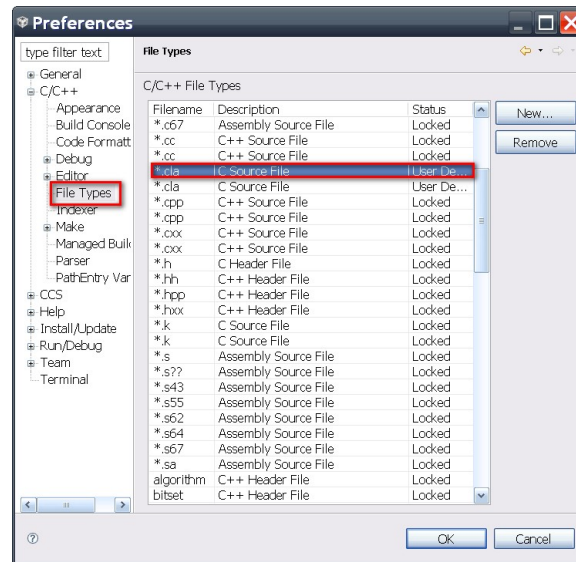 Preferences
type filter text
General
C/C++
Appearance
Build Console
Code Formatt
Debug
Editor
File Types
Indexer
Make
Managed Build
Parser
PathEntry Var
CCS
Help
Install/Update
Run/Debug
Team
Terminal
File Types
C/C++ File Types
Filename Description Status
*.c67 Assembly Source File Locked
*.cc C++ Source File Locked
*.cc C++ Source File Locked
*.cla C Source File User De...
*.cla C Source File User De...
*.cpp C++ Source File Locked
*.cpp C++ Source File Locked
*.cxx C++ Source File Locked
*.cxx C++ Source File Locked
*.h C Header File Locked
*.hh C++ Header File Locked
*.hpp C++ Header File Locked
*.hxx C++ Header File Locked
*.k C Source File Locked
*.k C Source File Locked
*.s Assembly Source File Locked
*.s?? Assembly Source File Locked
*.s43 Assembly Source File Locked
*.s55 Assembly Source File Locked
*.s62 Assembly Source File Locked
*.s64 Assembly Source File Locked
*.s67 Assembly Source File Locked
*.sa Assembly Source File Locked
algorithm C++ Header File Locked
bitset C++ Header File Locked
New...
Remove
OK
Cancel